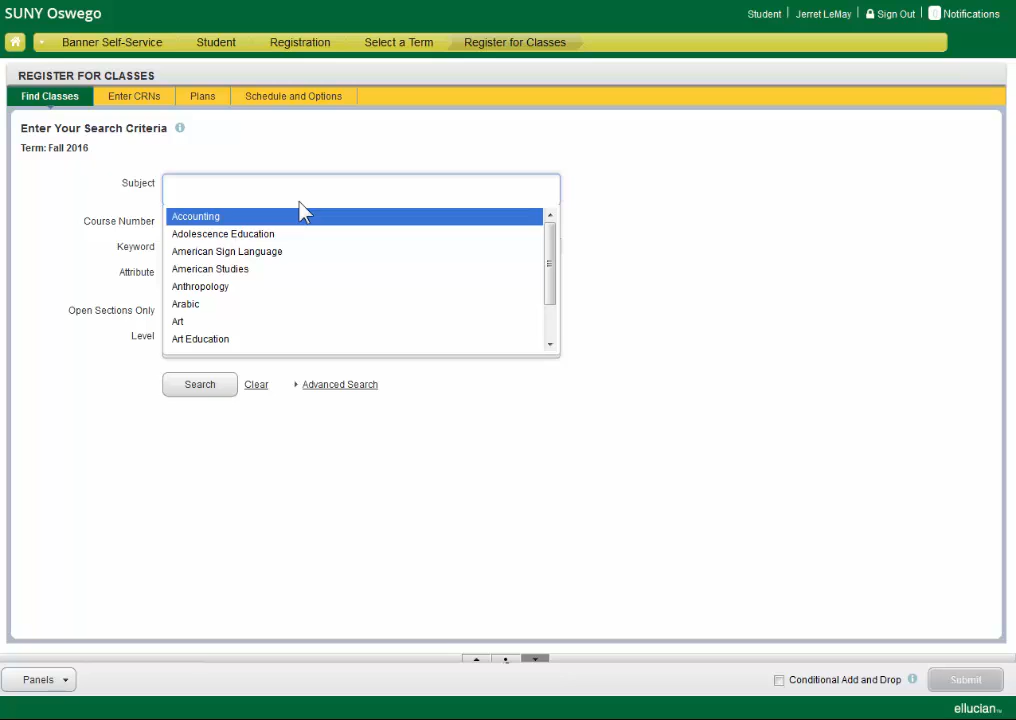 SUNY Oswego
Student Jerret LeMay Sign Out Notifications
Banner Self-Service Student Registration Select a Term Register for Classes
REGISTER FOR CLASSES
Find Classes Enter CRNs Plans Schedule and Options
Enter Your Search Criteria
Term: Fall 2016
Subject
Accounting
Course Number
Adolescence Education
Keyword
American Sign Language
Attribute
American Studies
Anthropology
Open Sections Only
Arabic
Art
Level
Art Education
Search Clear Advanced Search
Panels
Conditional Add and Drop
Submit
ellucian